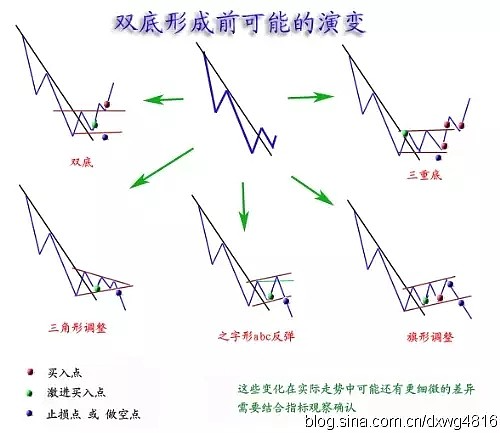 双底形成前可能的演变
双底
三重底
三角形调整
之字形abc反弹
旗形调整
买入点
激进买入点
止损点 或 做空点
这些变化在实际走势中可能还有更细微的差异
需要结合指标观察确认
blog.sina.com.cn/dxwg4816